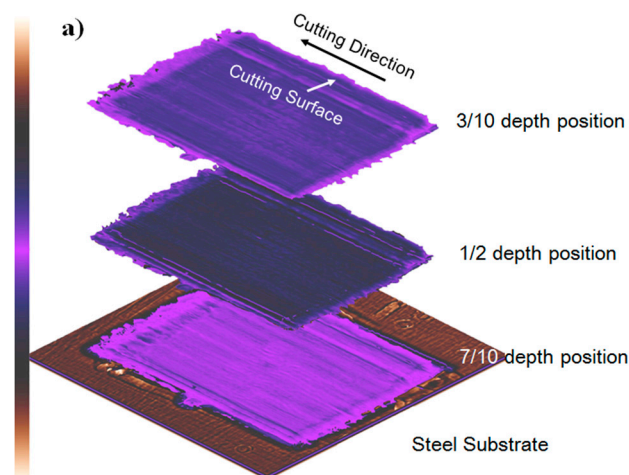 a)
Cutting Direction
Cutting Surface
3/10 depth position
1/2 depth position
7/10 depth position
Steel Substrate